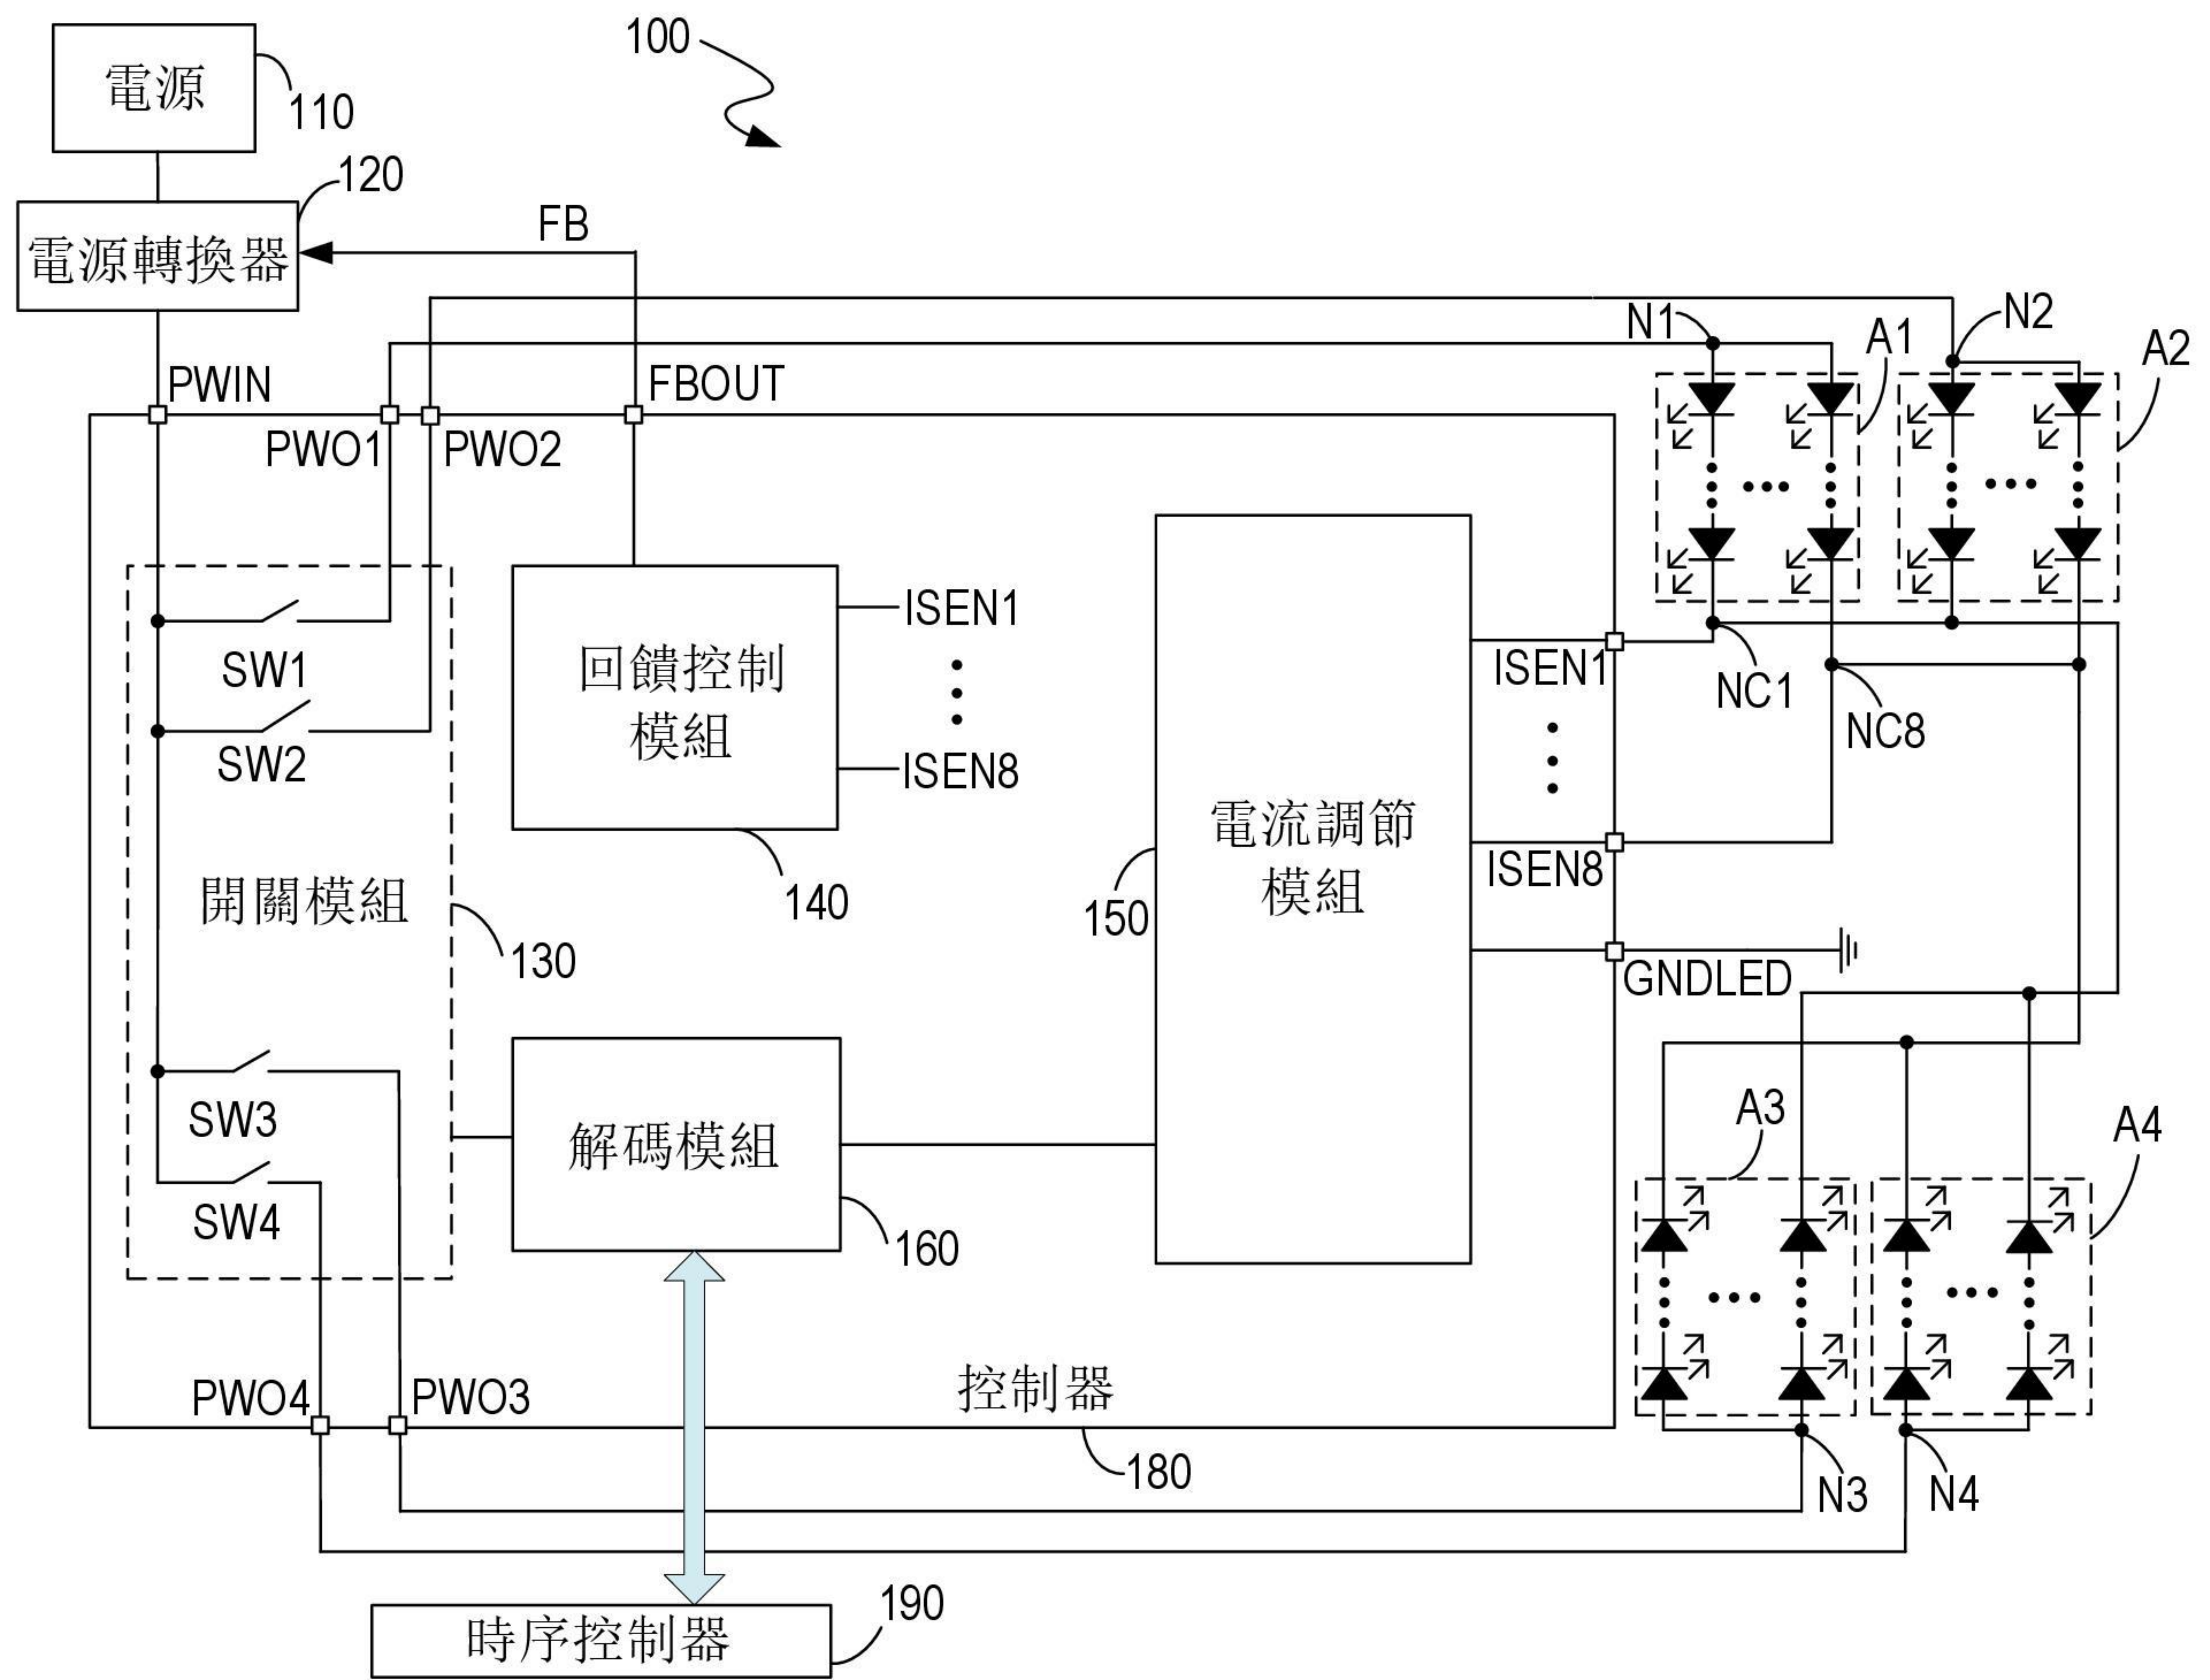 100
電源
110
120
電源轉換器
FB
N1
N2
A1
A2
PWIN
FBOUT
PWO1
PWO2
SW1
SW2
開關模組
130
回饋控制
模組
ISEN1
ISEN8
140
電流調節
模組
150
ISEN1
ISEN8
GNDLED
NC1
NC8
SW3
SW4
解碼模組
160
A3
A4
PWO4
PWO3
控制器
180
N3
N4
190
時序控制器